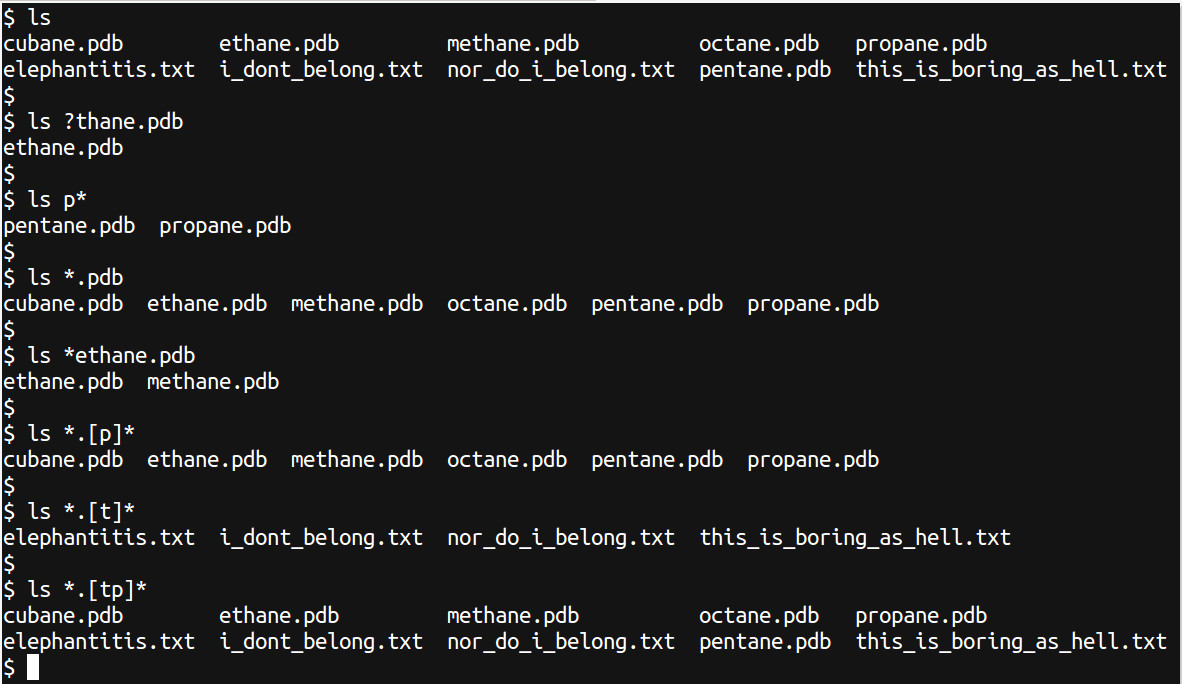 $ ls
cubane.pdb        ethane.pdb         methane.pdb          octane.pdb   propane.pdb
elephantitis.txt  i_dont_belong.txt  nor_do_i_belong.txt  pentane.pdb  this_is_boring_as_hell.txt
$
$ ls ?thane.pdb
ethane.pdb
$
$ ls p*
pentane.pdb  propane.pdb
$
$ ls *.pdb
cubane.pdb  ethane.pdb  methane.pdb  octane.pdb  pentane.pdb  propane.pdb
$
$ ls *ethane.pdb
ethane.pdb  methane.pdb
$
$ ls *.[p]*
cubane.pdb  ethane.pdb  methane.pdb  octane.pdb  pentane.pdb  propane.pdb
$
$ ls *.[t]*
elephantitis.txt  i_dont_belong.txt  nor_do_i_belong.txt  this_is_boring_as_hell.txt
$
$ ls *.[tp]*
cubane.pdb        ethane.pdb         methane.pdb          octane.pdb   propane.pdb
elephantitis.txt  i_dont_belong.txt  nor_do_i_belong.txt  pentane.pdb  this_is_boring_as_hell.txt
$